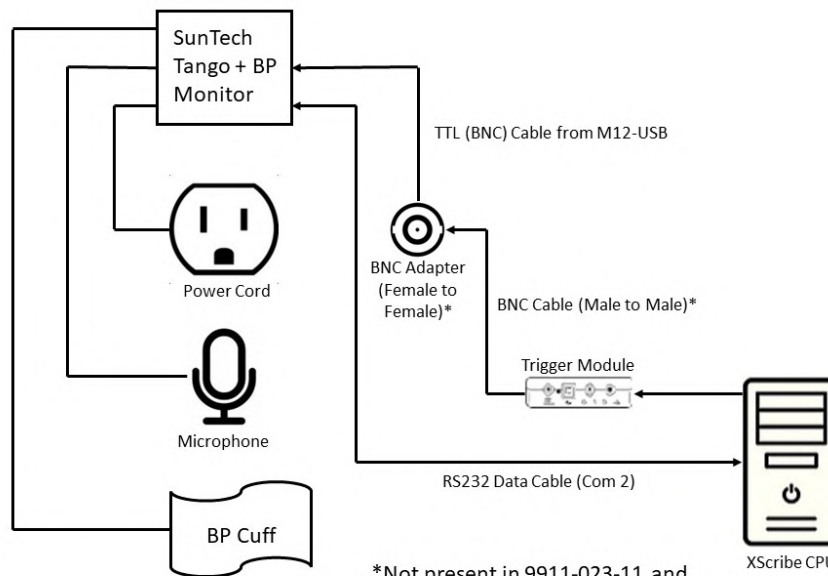 SunTech
Tango + BP
Monitor
TTL (BNC) Cable from M12-USB
BNC Adapter
(Female to
Female)*
Power Cord
BNC Cable (Male to Male)*
Trigger Module
Microphone
RS232 Data Cable (Com 2)
BP Cuff
XScribe CPU
*Not present in 9911-023-11 and